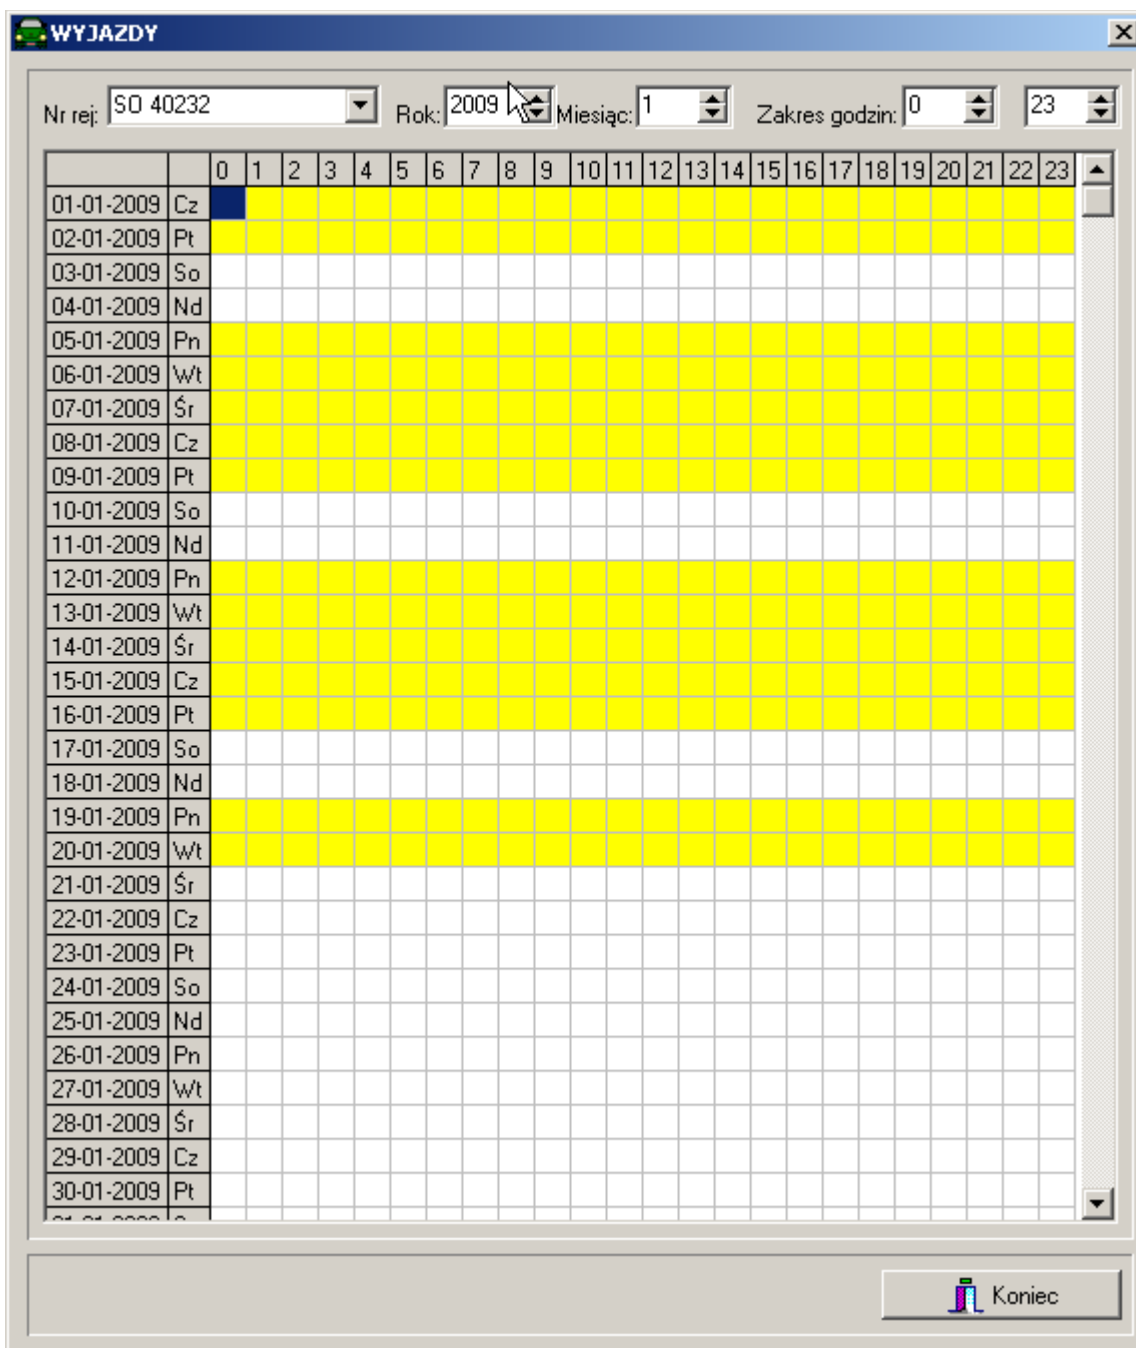 WYJAZDY
Nr rej: SO 40232 Rok: 2009 Miesiąc: 1 Zakres godzin: 0 23
0 1 2 3 4 5 6 7 8 9 10 11 12 13 14 15 16 17 18 19 20 21 22 23
01-01-2009 Cz
02-01-2009 Pt
03-01-2009 So
04-01-2009 Nd
05-01-2009 Pn
06-01-2009 Wt
07-01-2009 Śr
08-01-2009 Cz
09-01-2009 Pt
10-01-2009 So
11-01-2009 Nd
12-01-2009 Pn
13-01-2009 Wt
14-01-2009 Śr
15-01-2009 Cz
16-01-2009 Pt
17-01-2009 So
18-01-2009 Nd
19-01-2009 Pn
20-01-2009 Wt
21-01-2009 Śr
22-01-2009 Cz
23-01-2009 Pt
24-01-2009 So
25-01-2009 Nd
26-01-2009 Pn
27-01-2009 Wt
28-01-2009 Śr
29-01-2009 Cz
30-01-2009 Pt
Koniec